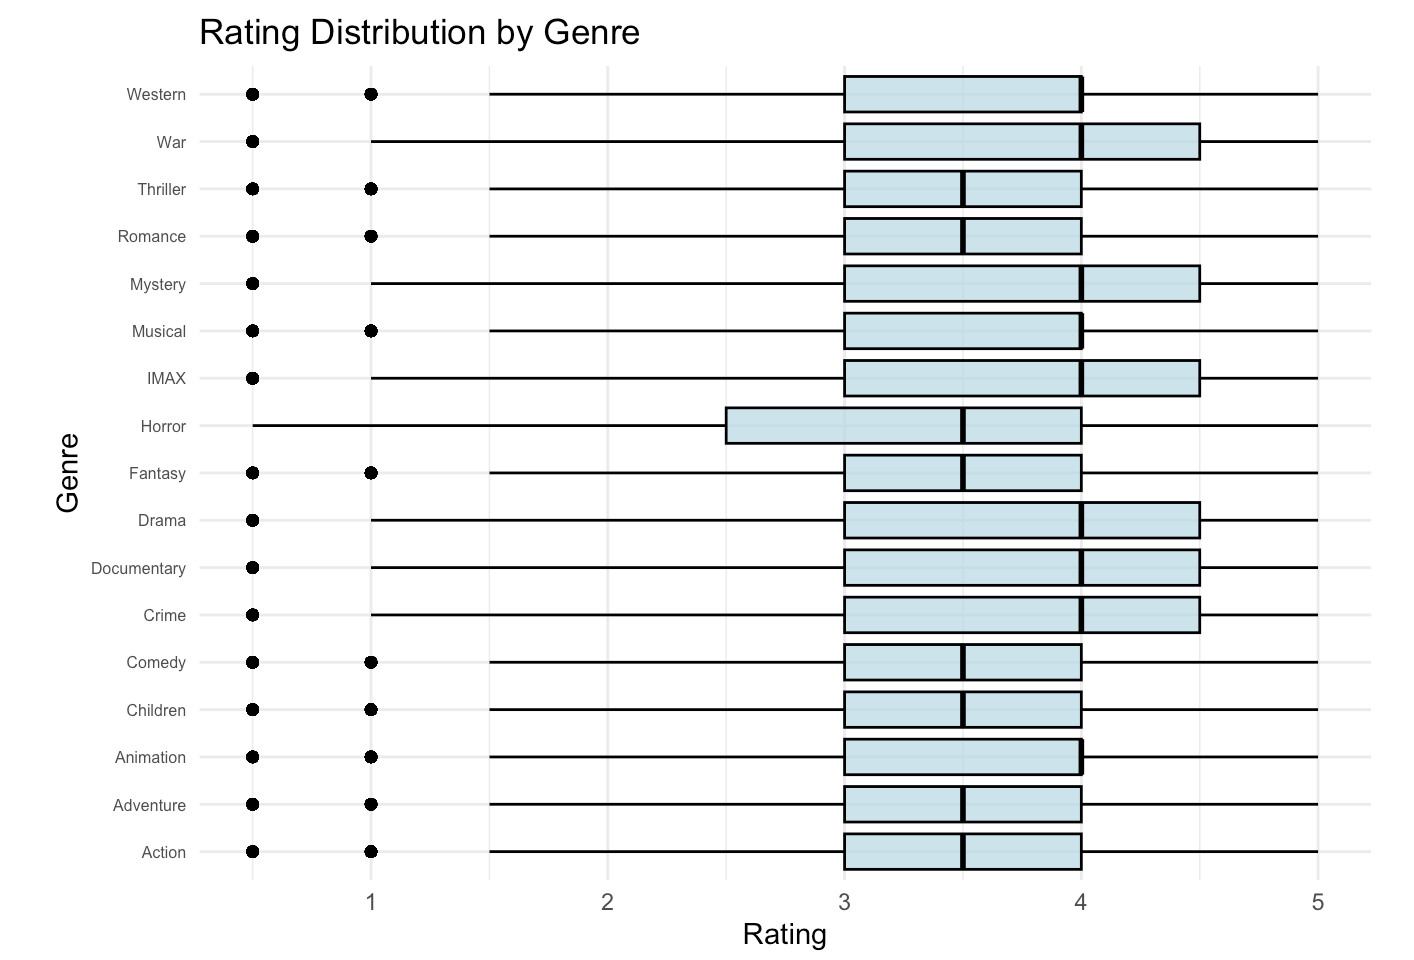 Rating Distribution by Genre
Western
War
Thriller
Romance
Mystery
Musical
IMAX
Horror
Fantasy
Drama
Documentary
Crime
Comedy
Children
Animation
Adventure
Action
Genre
1 2 3 4 5
Rating